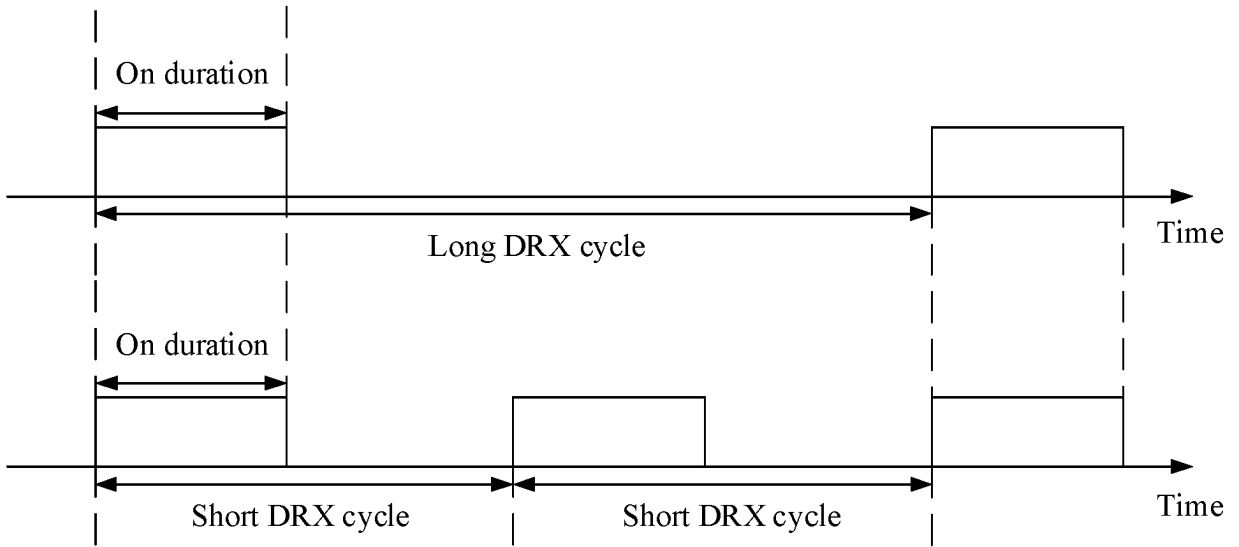 On duration
Long DRX cycle
Time
On duration
Short DRX cycle
Short DRX cycle
Time